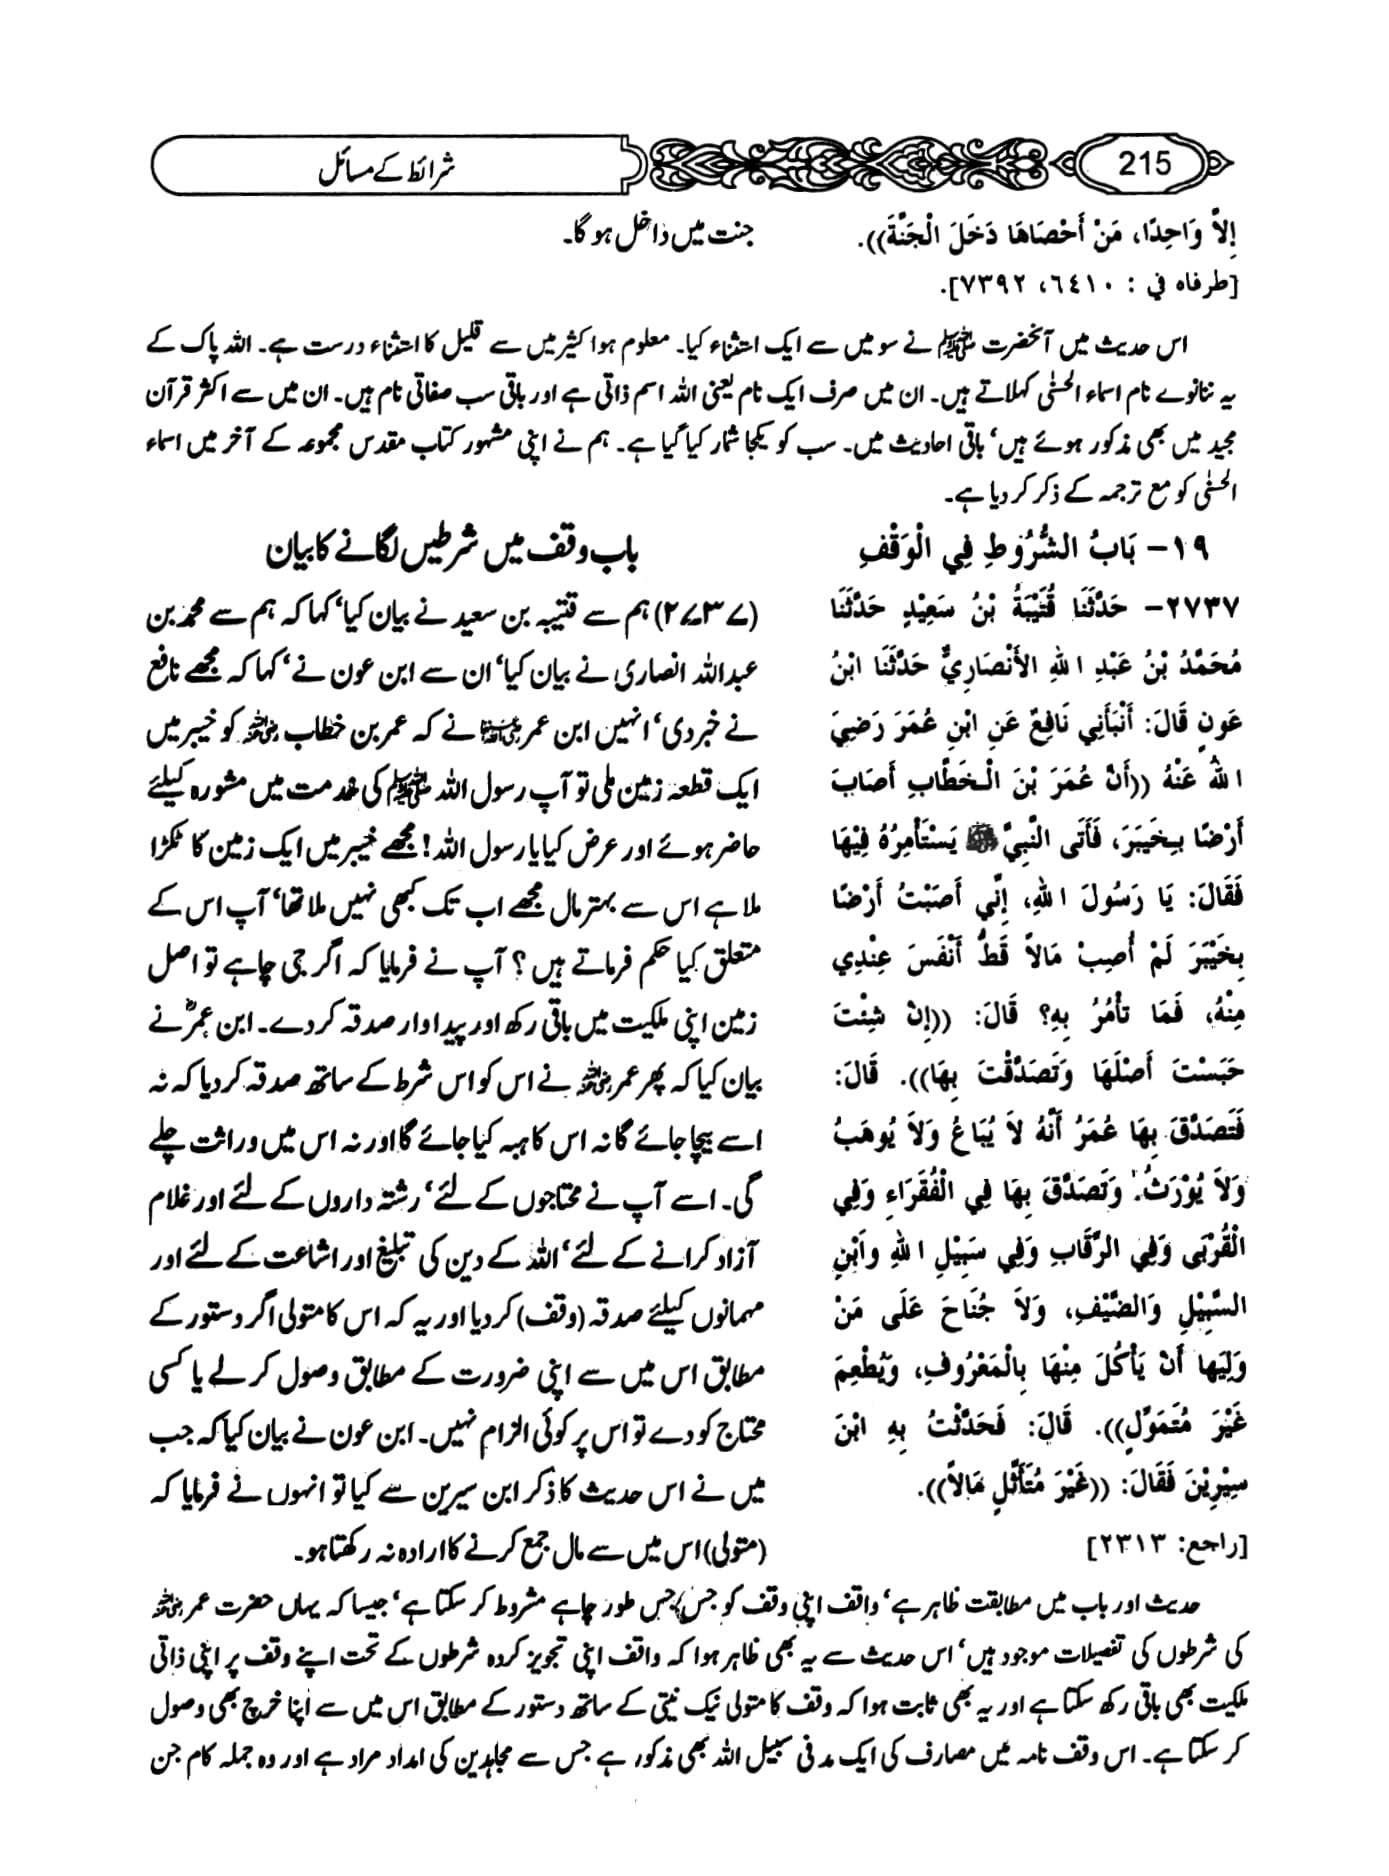 215
شرائط کے مسائل
إِلاَّ وَاحِدًا، مَنْ أَحْصَاهَا دَخَلَ الْجَنَّةَ)).
[طرفاه في : ٦٤١٠، ٧٣٩٢].
جنت میں داخل ہو گا۔
اس حدیث میں آنحضرت ﷺ نے سو میں سے ایک استثناء کیا۔ معلوم ہوا کثیر میں سے قلیل کا استثناء درست ہے۔ اللہ پاک کے
یہ ننانوے نام اسماء الحسنٰی کہلاتے ہیں۔ ان میں صرف ایک نام یعنی اللہ اسم ذاتی ہے اور باقی سب صفاتی نام ہیں۔ ان میں سے اکثر قرآن
مجید میں بھی مذکور ہوئے ہیں‘ باقی احادیث میں۔ سب کو یکجا شمار کیا گیا ہے۔ ہم نے اپنی مشہور کتاب مقدس مجموعہ کے آخر میں اسماء
الحسنٰی کو مع ترجمہ کے ذکر کر دیا ہے۔
١٩- بَابُ الشُّرُوطِ فِي الْوَقْفِ
٢٧٣٧- حَدَّثَنَا قُتَيْبَةُ بْنُ سَعِيْدٍ حَدَّثَنَا
مُحَمَّدُ بْنُ عَبْدِ اللهِ الأَنْصَارِيُّ حَدَّثَنَا ابْنُ
عَونٍ قَالَ: أَنْبَأَنِي نَافِعٌ عَنِ ابْنِ عُمَرَ رَضِيَ
اللهُ عَنْهُ ((أَنَّ عُمَرَ بْنَ الْخَطَّابِ أَصَابَ
أَرْضًا بِخَيبَرَ، فَأَتَى النَّبِيَّ ﷺ يَسْتَأْمِرُهُ فِيْهَا
فَقَالَ: يَا رَسُولَ اللهِ، إِنِّي أَصَبْتُ أَرْضًا
بِخَيْبَرَ لَمْ أُصِبْ مَالاً قَطُّ أَنْفَسَ عِنْدِي
مِنْهُ، فَمَا تَأْمُرُ بِهِ؟ قَالَ: ((إِنْ شِئْتَ
حَبَسْتَ أَصْلَهَا وَتَصَدَّقْتَ بِهَا)). قَالَ:
فَتَصَدَّقَ بِهَا عُمَرُ أَنَّهُ لاَ يُبَاعُ وَلاَ يُوهَبُ
وَلاَ يُوْرَثُ. وَتَصَدَّقَ بِهَا فِي الْفُقَرَاءِ وَفِي
الْقُرْبَى وَفِي الرِّقَابِ وَفِي سَبِيْلِ اللهِ وَابْنِ
السَّبِيْلِ وَالضَّيْفِ، وَلاَ جُنَاحَ عَلَى مَنْ
وَلِيَهَا أَنْ يَأْكُلَ مِنْهَا بِالْمَعْرُوفِ، وَيُطْعِمَ
غَيْرَ مُتَمَوِّلٍ)). قَالَ: فَحَدَّثْتُ بِهِ ابْنَ
سِيْرِيْنَ فَقَالَ: ((غَيْرَ مُتَأَثِّلٍ مَالاً)).
[راجع: ٢٣١٣]
باب وقف میں شرطیں لگانے کا بیان
(۲۷۳۷) ہم سے قتیبہ بن سعید نے بیان کیا‘ کہا کہ ہم سے محمد بن
عبداللہ انصاری نے بیان کیا‘ ان سے ابن عون نے‘ کہا کہ مجھے نافع
نے خبر دی‘ انہیں ابن عمر رضی اللہ عنہما نے کہ عمر بن خطاب رضی اللہ عنہ کو خیبر میں
ایک قطعہ زمین ملی تو آپ رسول اللہ ﷺ کی خدمت میں مشورہ کیلئے
حاضر ہوئے اور عرض کیا یا رسول اللہ! مجھے خیبر میں ایک زمین کا ٹکڑا
ملا ہے اس سے بہتر مال مجھے اب تک کبھی نہیں ملا تھا‘ آپ اس کے
متعلق کیا حکم فرماتے ہیں؟ آپ نے فرمایا کہ اگر جی چاہے تو اصل
زمین اپنی ملکیت میں باقی رکھ اور پیداوار صدقہ کر دے۔ ابن عمرؓ نے
بیان کیا کہ پھر عمر رضی اللہ عنہ نے اس کو اس شرط کے ساتھ صدقہ کر دیا کہ نہ
اسے بیچا جائے گا نہ اس کا ہبہ کیا جائے گا اور نہ اس میں وراثت چلے
گی۔ اسے آپ نے محتاجوں کے لئے‘ رشتہ داروں کے لئے اور غلام
آزاد کرانے کے لئے‘ اللہ کے دین کی تبلیغ اور اشاعت کے لئے اور
مہمانوں کیلئے صدقہ (وقف) کر دیا اور یہ کہ اس کا متولی اگر دستور کے
مطابق اس میں سے اپنی ضرورت کے مطابق وصول کر لے یا کسی
محتاج کو دے تو اس پر کوئی الزام نہیں۔ ابن عون نے بیان کیا کہ جب
میں نے اس حدیث کا ذکر ابن سیرین سے کیا تو انہوں نے فرمایا کہ
(متولی) اس میں سے مال جمع کرنے کا ارادہ نہ رکھتا ہو۔
حدیث اور باب میں مطابقت ظاہر ہے‘ واقف اپنی وقف کو جس جس طور چاہے مشروط کر سکتا ہے‘ جیسا کہ یہاں حضرت عمر رضی اللہ عنہ
کی شرطوں کی تفصیلات موجود ہیں‘ اس حدیث سے یہ بھی ظاہر ہوا کہ واقف اپنی تجویز کردہ شرطوں کے تحت اپنے وقف پر اپنی ذاتی
ملکیت بھی باقی رکھ سکتا ہے اور یہ بھی ثابت ہوا کہ وقف کا متولی نیک نیتی کے ساتھ دستور کے مطابق اس میں سے اپنا خرچ بھی وصول
کر سکتا ہے۔ اس وقف نامہ میں مصارف کی ایک مد فی سبیل اللہ بھی مذکور ہے جس سے مجاہدین کی امداد مراد ہے اور وہ جملہ کام جن